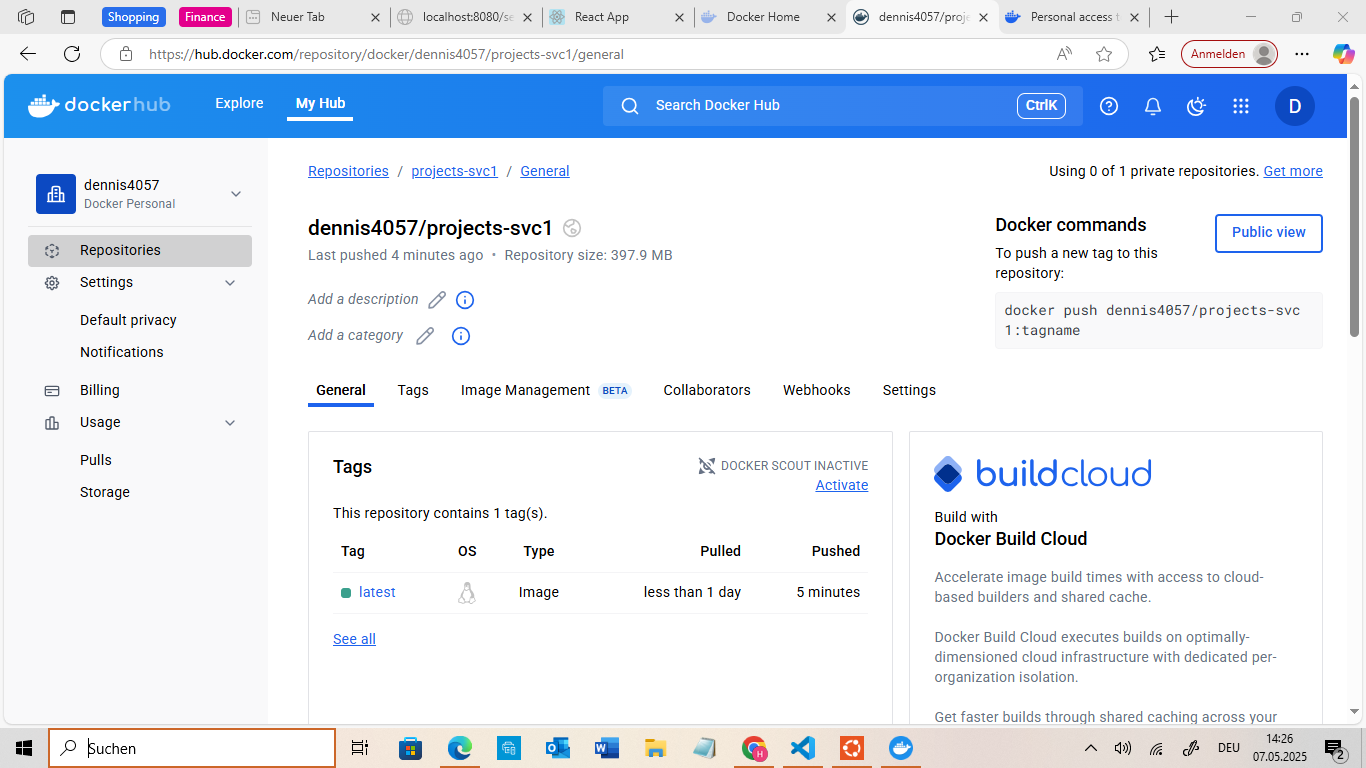 Shopping
Finance
Neuer Tab
localhost:8080/se
React App
Docker Home
dennis4057/proje
Personal access t
https://hub.docker.com/repository/docker/dennis4057/projects-svc1/general
Anmelden
dockerhub
Explore
My Hub
Search Docker Hub
CtrlK
D
dennis4057
Docker Personal
Repositories
Settings
Default privacy
Notifications
Billing
Usage
Pulls
Storage
Repositories / projects-svc1 / General
Using 0 of 1 private repositories. Get more
dennis4057/projects-svc1
Last pushed 4 minutes ago • Repository size: 397.9 MB
Add a description
Add a category
Docker commands
Public view
To push a new tag to this
repository:
docker push dennis4057/projects-svc
1:tagname
General
Tags
Image Management BETA
Collaborators
Webhooks
Settings
Tags
DOCKER SCOUT INACTIVE
Activate
This repository contains 1 tag(s).
Tag OS Type Pulled Pushed
latest Image less than 1 day 5 minutes
See all
buildcloud
Build with
Docker Build Cloud
Accelerate image build times with access to cloud-
based builders and shared cache.
Docker Build Cloud executes builds on optimally-
dimensioned cloud infrastructure with dedicated per-
organization isolation.
Get faster builds through shared caching across your
Suchen
H
DEU
14:26
07.05.2025
2